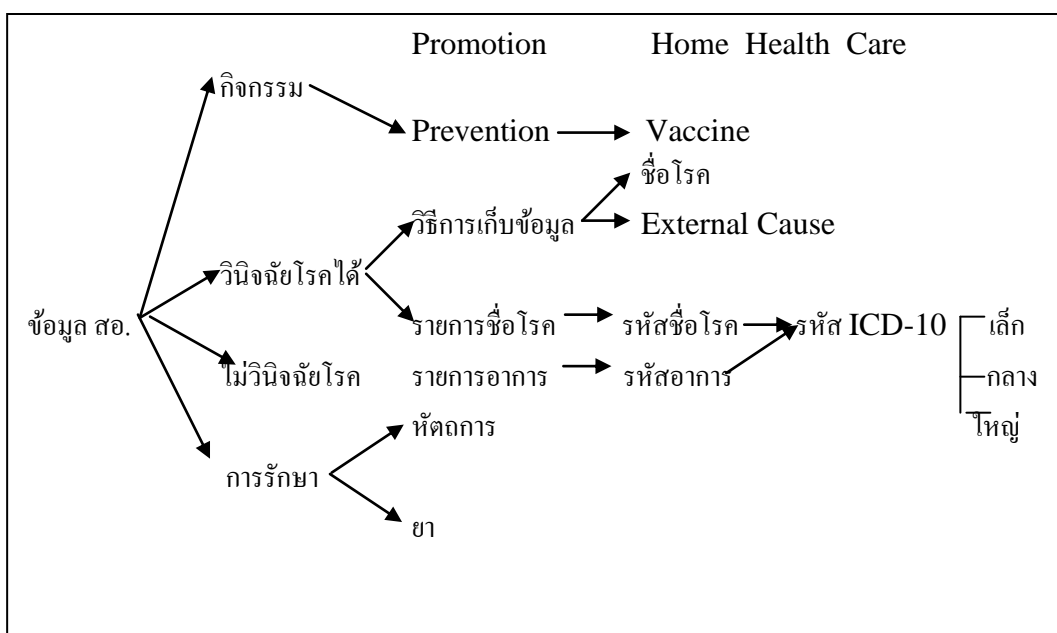 Promotion Home Health Care
กิจกรรม
Prevention Vaccine
ชื่อโรค
วิธีการเก็บข้อมูล External Cause
วินิจฉัยโรคได้
ข้อมูล สอ. รายการชื่อโรค รหัสชื่อโรค รหัส ICD-10 เล็ก
ไม่วินิจฉัยโรค รายการอาการ รหัสอาการ กลาง
หัตถการ ใหญ่
การรักษา
ยา